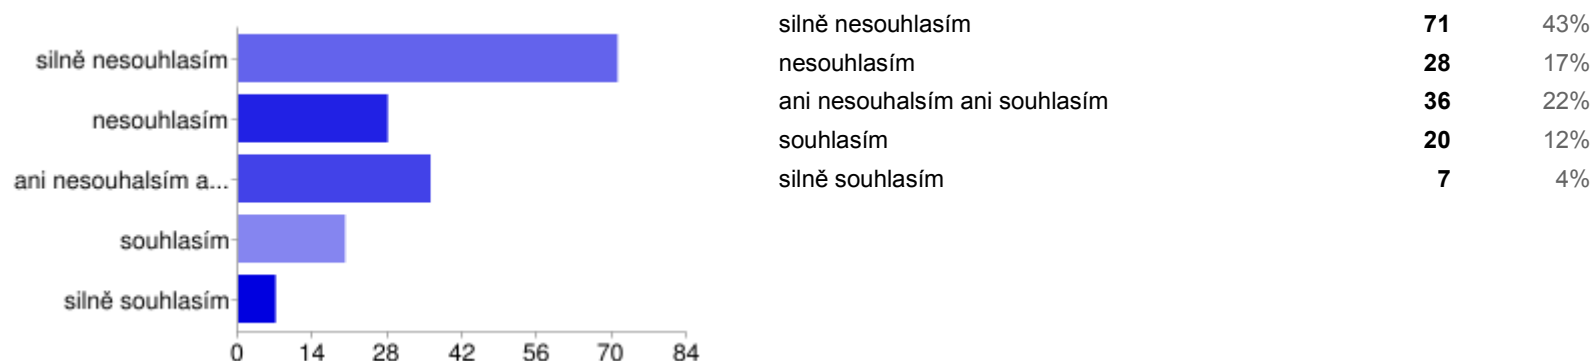 silně nesouhlasím
nesouhlasím
ani nesouhalsím a...
souhlasím
silně souhlasím
0 14 28 42 56 70 84
silně nesouhlasím 71 43%
nesouhlasím 28 17%
ani nesouhalsím ani souhlasím 36 22%
souhlasím 20 12%
silně souhlasím 7 4%